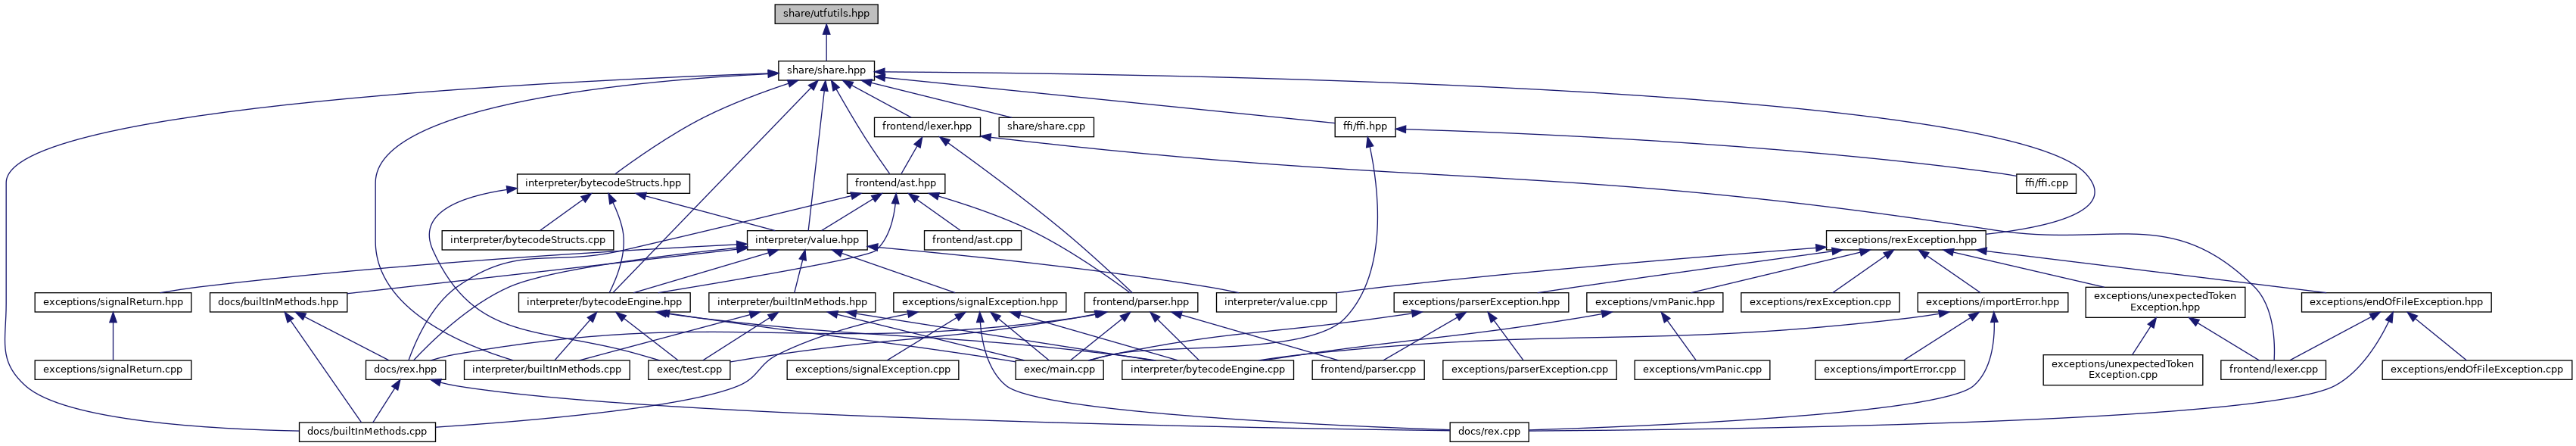 share/utfutils.hpp
share/share.hpp
frontend/lexer.hpp
share/share.cpp
ffi/ffi.hpp
interpreter/bytecodeStructs.hpp
frontend/ast.hpp
ffi/ffi.cpp
interpreter/bytecodeStructs.cpp
interpreter/value.hpp
frontend/ast.cpp
exceptions/rexException.hpp
exceptions/signalReturn.hpp
docs/builtInMethods.hpp
interpreter/bytecodeEngine.hpp
interpreter/builtInMethods.hpp
exceptions/signalException.hpp
frontend/parser.hpp
interpreter/value.cpp
exceptions/parserException.hpp
exceptions/vmPanic.hpp
exceptions/rexException.cpp
exceptions/importError.hpp
exceptions/unexpectedToken
Exception.hpp
exceptions/endOfFileException.hpp
exceptions/signalReturn.cpp
docs/rex.hpp
interpreter/builtInMethods.cpp
exec/test.cpp
exceptions/signalException.cpp
exec/main.cpp
interpreter/bytecodeEngine.cpp
frontend/parser.cpp
exceptions/parserException.cpp
exceptions/vmPanic.cpp
exceptions/importError.cpp
exceptions/unexpectedToken
Exception.cpp
frontend/lexer.cpp
exceptions/endOfFileException.cpp
docs/builtInMethods.cpp
docs/rex.cpp